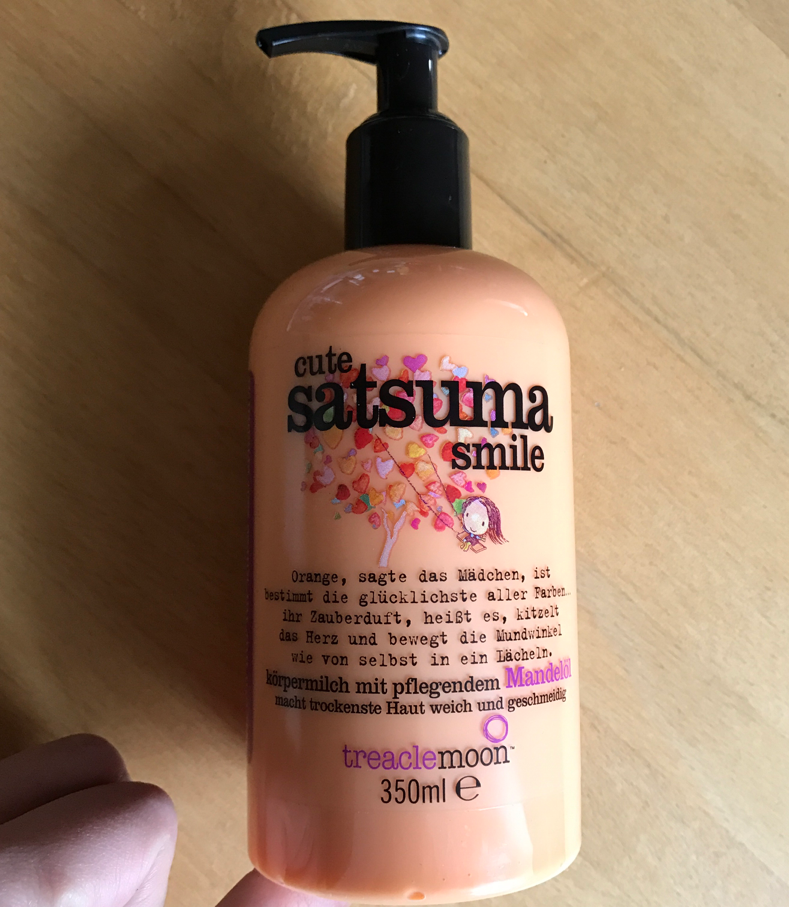 cute
satsuma
smile
Orange, sagte das Mädchen, ist
bestimmt die glücklichste aller Farben...
ihr Zauberduft, heißt es, kitzelt
das Herz und bewegt die Mundwinkel
wie von selbst in ein Lächeln.
körpermilch mit pflegendem Mandelöl
macht trockenste Haut weich und geschmeidig
treaclemoon™
350ml ℮